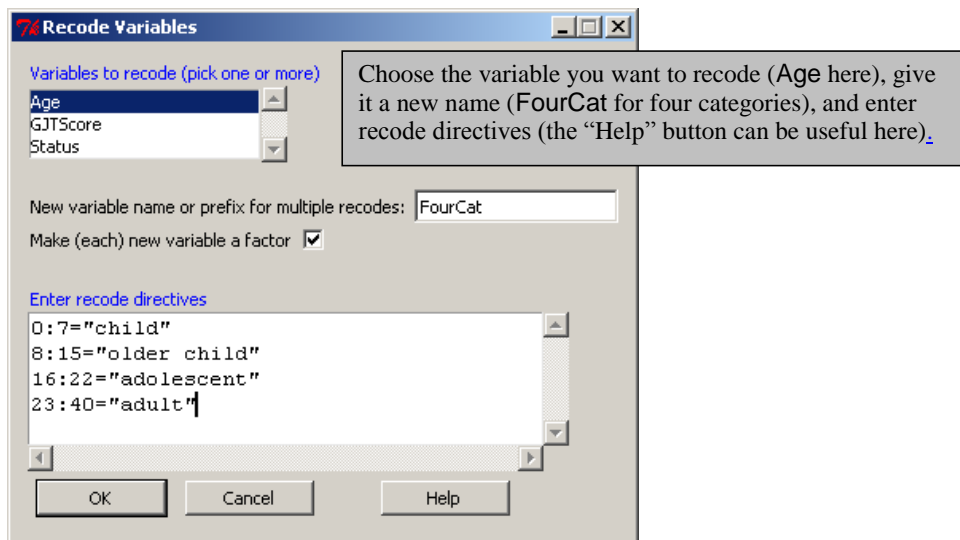 Recode Variables
Variables to recode (pick one or more)
Age
GJTScore
Status
Choose the variable you want to recode (Age here), give
it a new name (FourCat for four categories), and enter
recode directives (the “Help” button can be useful here).
New variable name or prefix for multiple recodes: FourCat
Make (each) new variable a factor
Enter recode directives
0:7="child"
8:15="older child"
16:22="adolescent"
23:40="adult"
OK Cancel Help